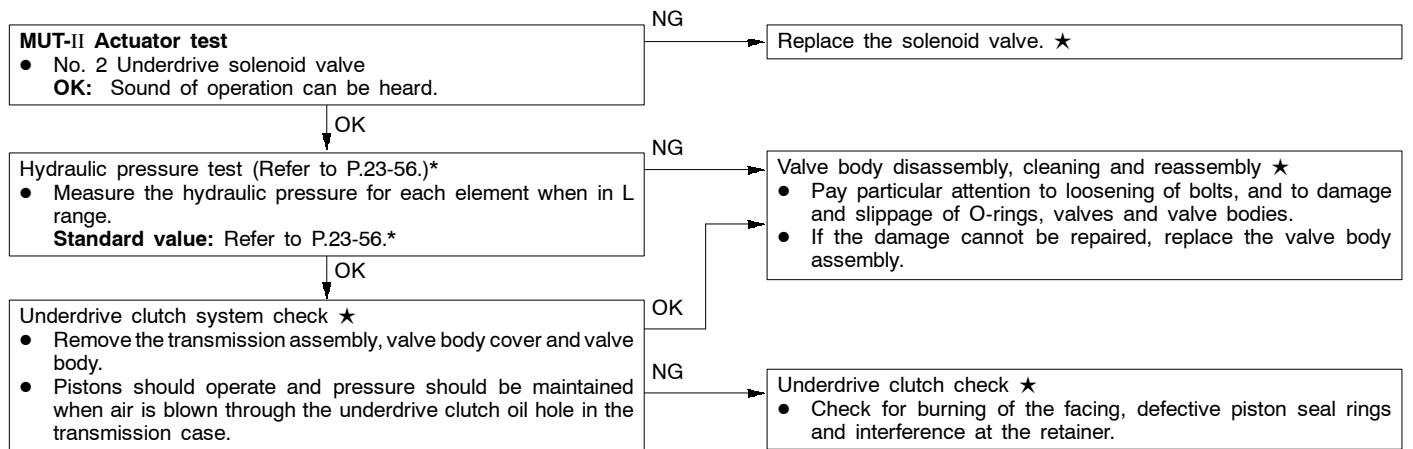 NG
MUT-II Actuator test
● No. 2 Underdrive solenoid valve
OK: Sound of operation can be heard.
Replace the solenoid valve. ★
OK
NG
Hydraulic pressure test (Refer to P.23-56.)*
● Measure the hydraulic pressure for each element when in L
range.
Standard value: Refer to P.23-56.*
Valve body disassembly, cleaning and reassembly ★
● Pay particular attention to loosening of bolts, and to damage
and slippage of O-rings, valves and valve bodies.
● If the damage cannot be repaired, replace the valve body
assembly.
OK
OK
Underdrive clutch system check ★
● Remove the transmission assembly, valve body cover and valve
body.
● Pistons should operate and pressure should be maintained
when air is blown through the underdrive clutch oil hole in the
transmission case.
NG
Underdrive clutch check ★
● Check for burning of the facing, defective piston seal rings
and interference at the retainer.